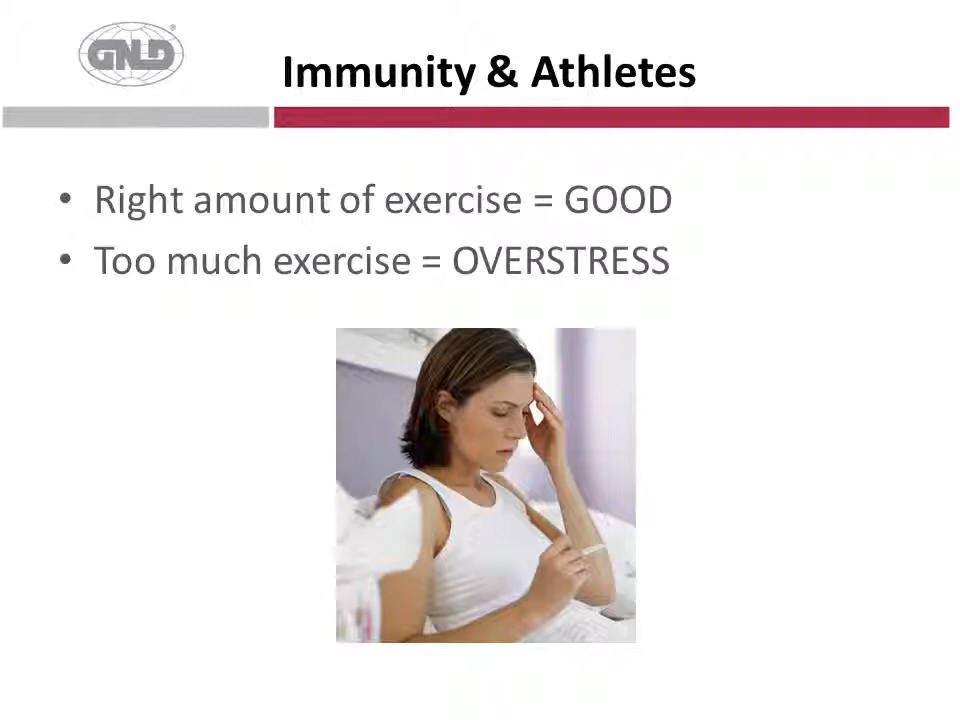 GNLD®
Immunity & Athletes
• Right amount of exercise = GOOD
• Too much exercise = OVERSTRESS